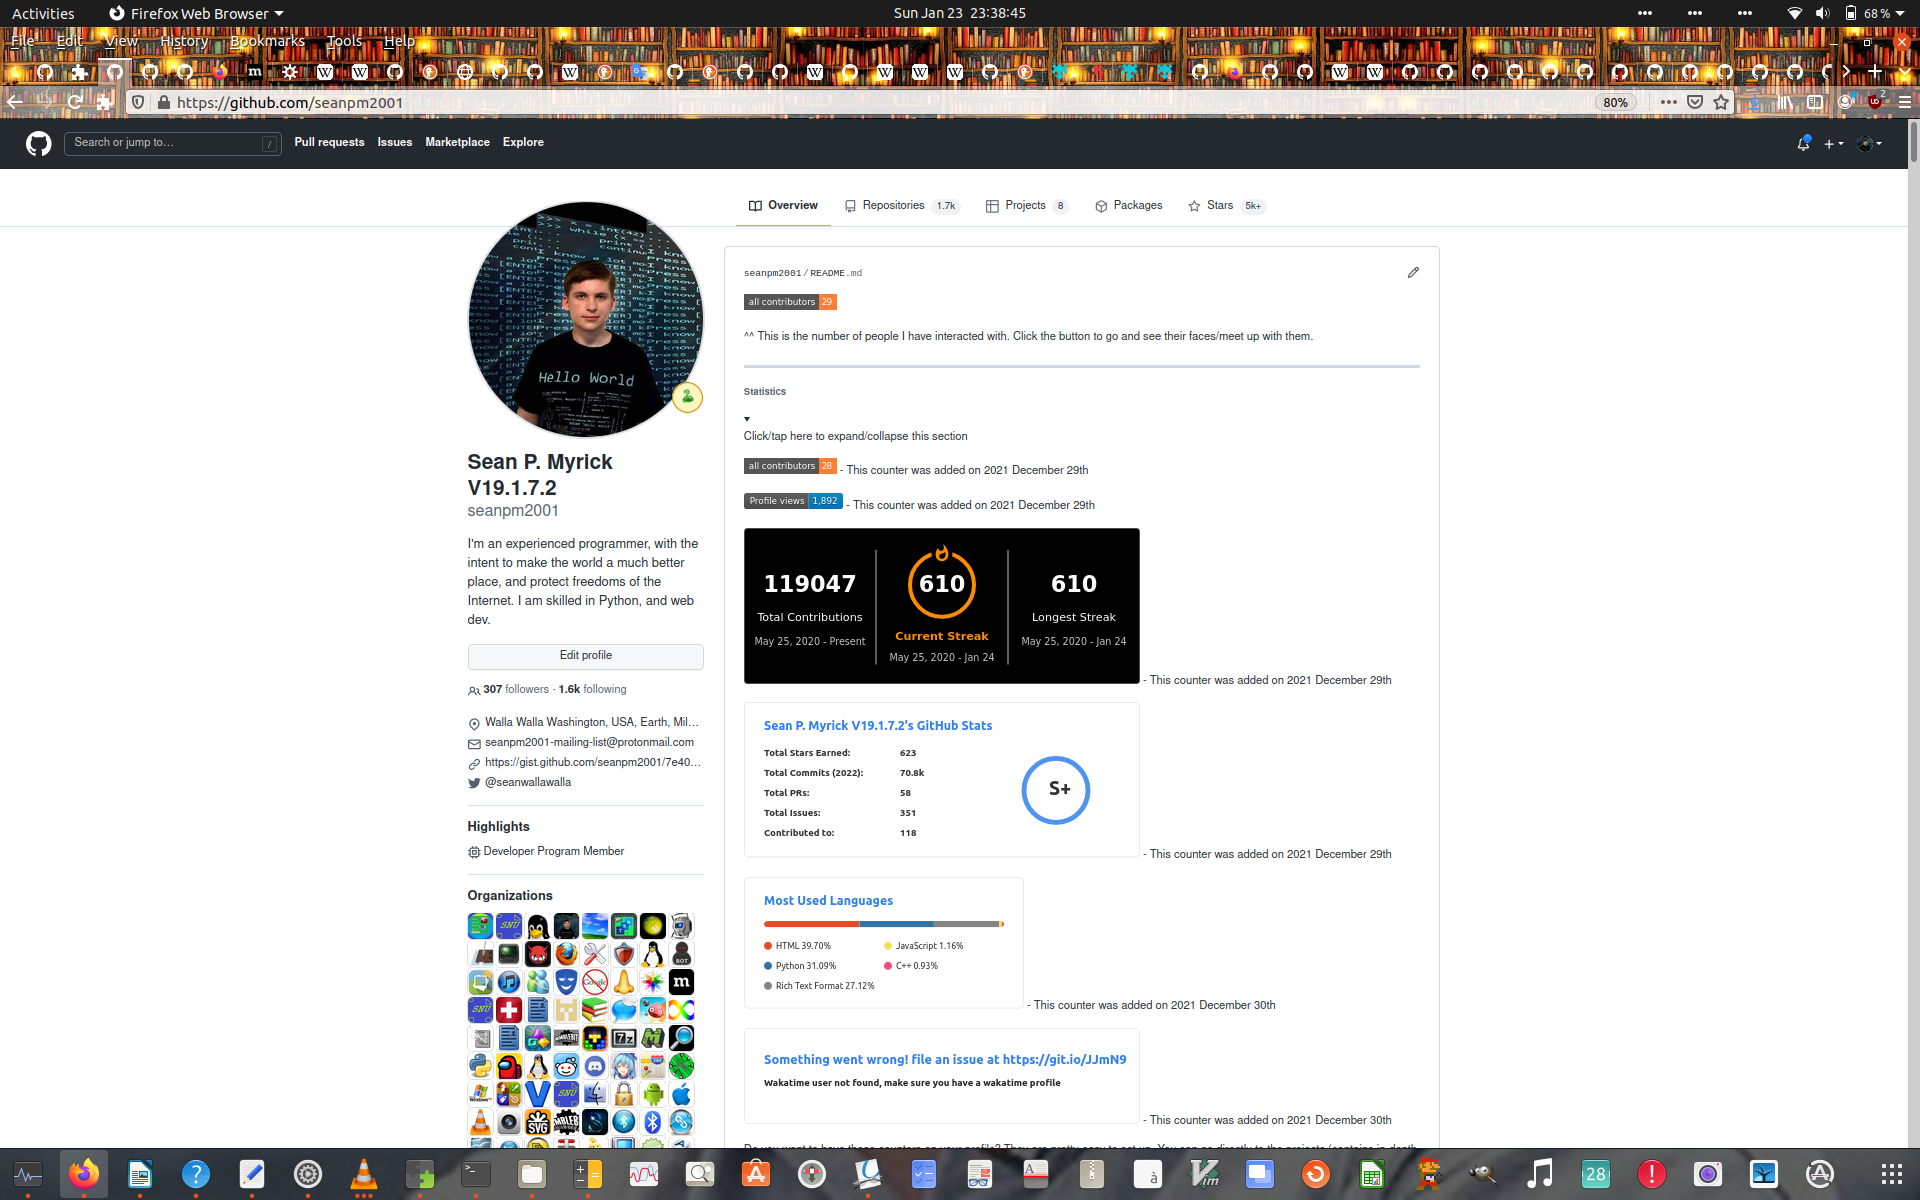 Activities
Firefox Web Browser
Sun Jan 23 23:38:45
68 %
File Edit View History Bookmarks Tools Help
https://github.com/seanpm2001
80%
2
Search or jump to…
/
Pull requests Issues Marketplace Explore
Overview
Repositories 1.7k
Projects 8
Packages
Stars 5k+
Hello World
Sean P. Myrick
V19.1.7.2
seanpm2001
I'm an experienced programmer, with the
intent to make the world a much better
place, and protect freedoms of the
Internet. I am skilled in Python, and web
dev.
Edit profile
307 followers · 1.6k following
Walla Walla Washington, USA, Earth, Mil…
seanpm2001-mailing-list@protonmail.com
https://gist.github.com/seanpm2001/7e40…
@seanwallawalla
Highlights
Developer Program Member
Organizations
seanpm2001/README.md
all contributors 29
^^ This is the number of people I have interacted with. Click the button to go and see their faces/meet up with them.
Statistics
Click/tap here to expand/collapse this section
all contributors 28 - This counter was added on 2021 December 29th
Profile views 1,892 - This counter was added on 2021 December 29th
119047
Total Contributions
May 25, 2020 - Present
610
Current Streak
May 25, 2020 - Jan 24
610
Longest Streak
May 25, 2020 - Jan 24
- This counter was added on 2021 December 29th
Sean P. Myrick V19.1.7.2's GitHub Stats
Total Stars Earned: 623
Total Commits (2022): 70.8k
Total PRs: 58
Total Issues: 351
Contributed to: 118
S+
- This counter was added on 2021 December 29th
Most Used Languages
HTML 39.70%
JavaScript 1.16%
Python 31.09%
C++ 0.93%
Rich Text Format 27.12%
- This counter was added on 2021 December 30th
Something went wrong! file an issue at https://git.io/JJmN9
Wakatime user not found, make sure you have a wakatime profile
- This counter was added on 2021 December 30th
28